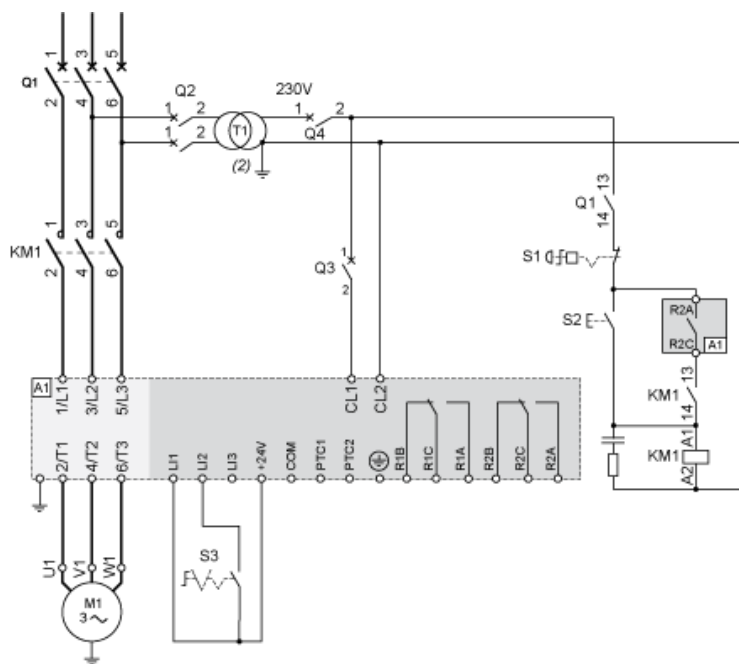 1 3 5
Q1
2 4 6
Q2
1 2
1 2
T1
(2)
230V
1 2
Q4
13
Q1
14
1 3 5
KM1
2 4 6
Q3
1
2
S1
S2
R2A
R2C
A1
13
KM1
14
A1
KM1
A2
A1
1/L1 3/L2 5/L3
CL1 CL2
2/T1 4/T2 6/T3
LI1 LI2 LI3 +24V COM PTC1 PTC2 R1B R1C R1A R2B R2C R2A
S3
U1 V1 W1
M1
3